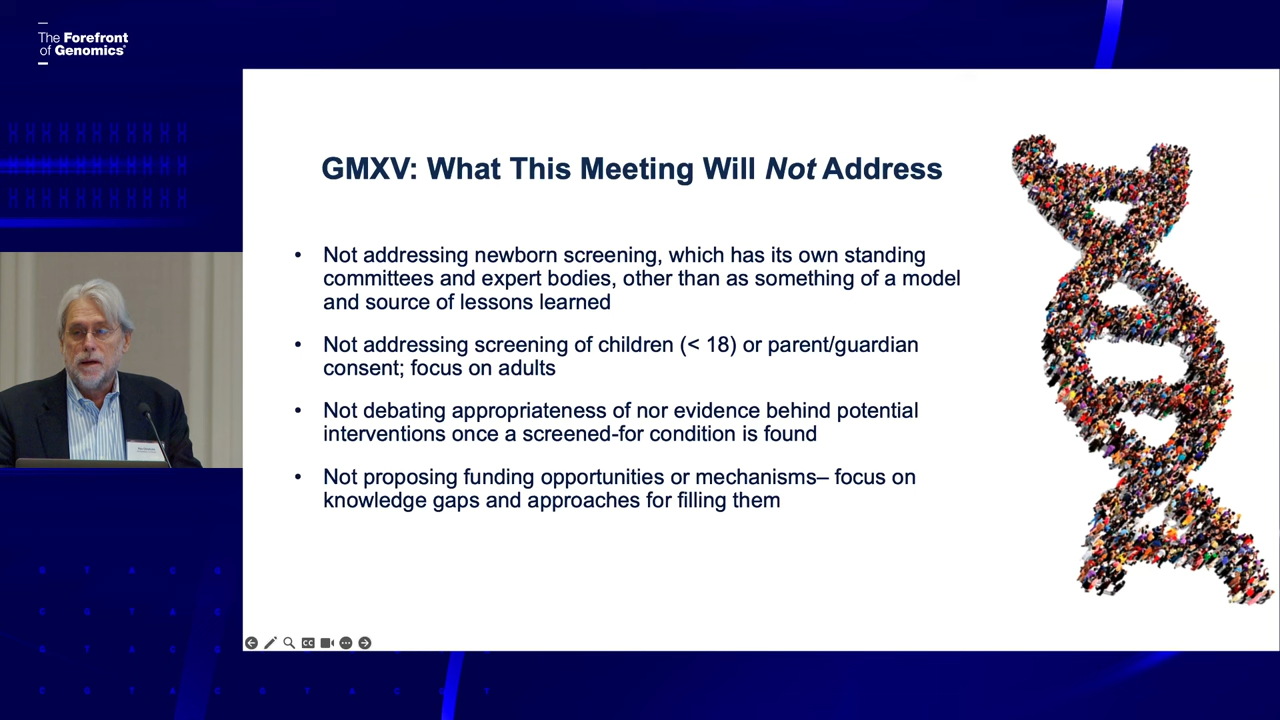 The Forefront
of Genomics
GMXV: What This Meeting Will Not Address
• Not addressing newborn screening, which has its own standing
committees and expert bodies, other than as something of a model
and source of lessons learned
• Not addressing screening of children (< 18) or parent/guardian
consent; focus on adults
• Not debating appropriateness of nor evidence behind potential
interventions once a screened-for condition is found
• Not proposing funding opportunities or mechanisms– focus on
knowledge gaps and approaches for filling them
CC